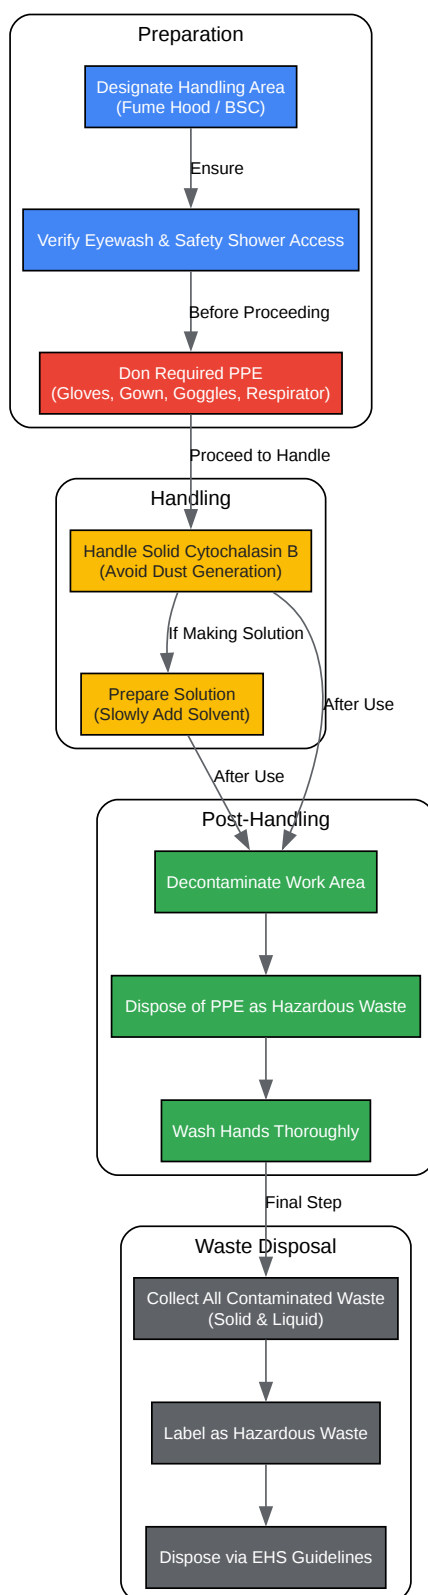 Preparation
Designate Handling Area
(Fume Hood / BSC)
Ensure
Verify Eyewash & Safety Shower Access
Before Proceeding
Don Required PPE
(Gloves, Gown, Goggles, Respirator)
Proceed to Handle
Handling
Handle Solid Cytochalasin B
(Avoid Dust Generation)
If Making Solution
Prepare Solution
(Slowly Add Solvent)
After Use
After Use
Post-Handling
Decontaminate Work Area
Dispose of PPE as Hazardous Waste
Wash Hands Thoroughly
Final Step
Waste Disposal
Collect All Contaminated Waste
(Solid & Liquid)
Label as Hazardous Waste
Dispose via EHS Guidelines